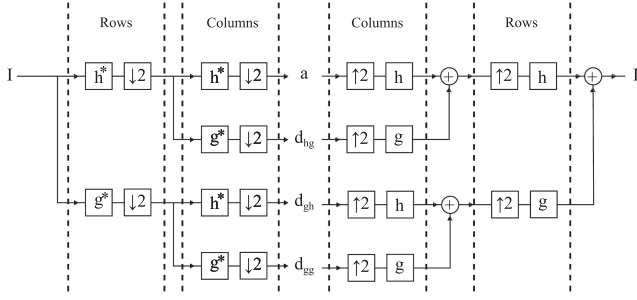 Rows Columns Columns Rows
I h* ↓2 h* ↓2 a ↑2 h + ↑2 h + I
g* ↓2 d_hg ↑2 g
g* ↓2 h* ↓2 d_gh ↑2 h + ↑2 g
g* ↓2 d_gg ↑2 g